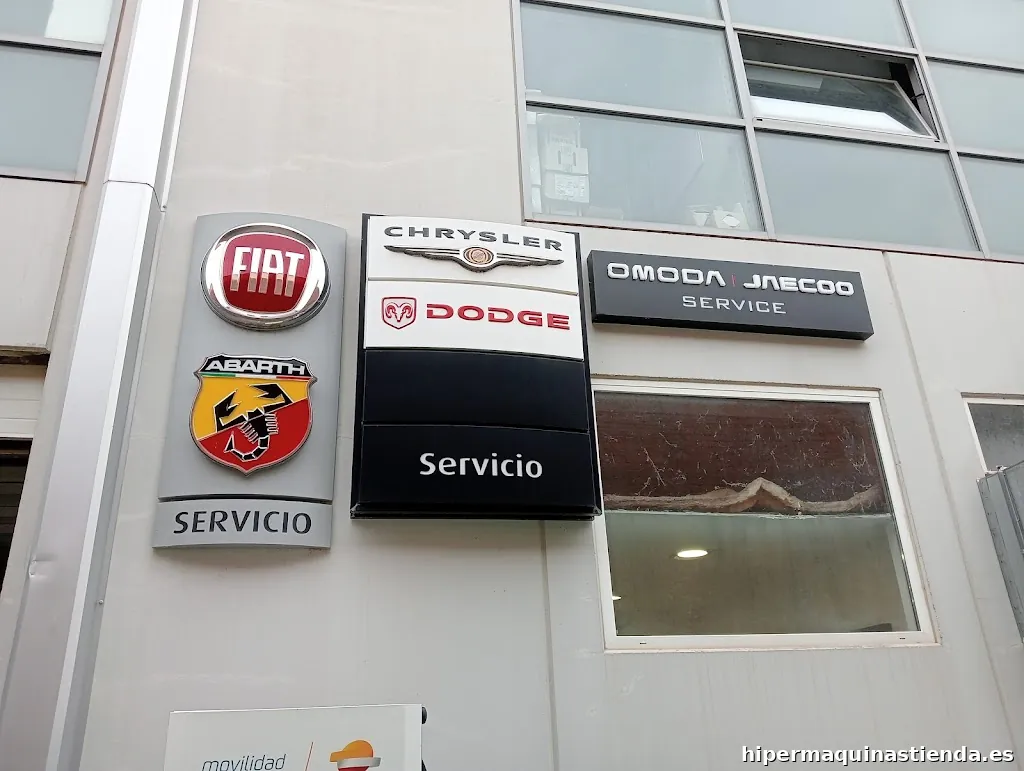 FIAT
ABARTH
SERVICIO
CHRYSLER
DODGE
Servicio
OMODA | JAECOO
SERVICE
movilidad
hipermaquinastienda.es